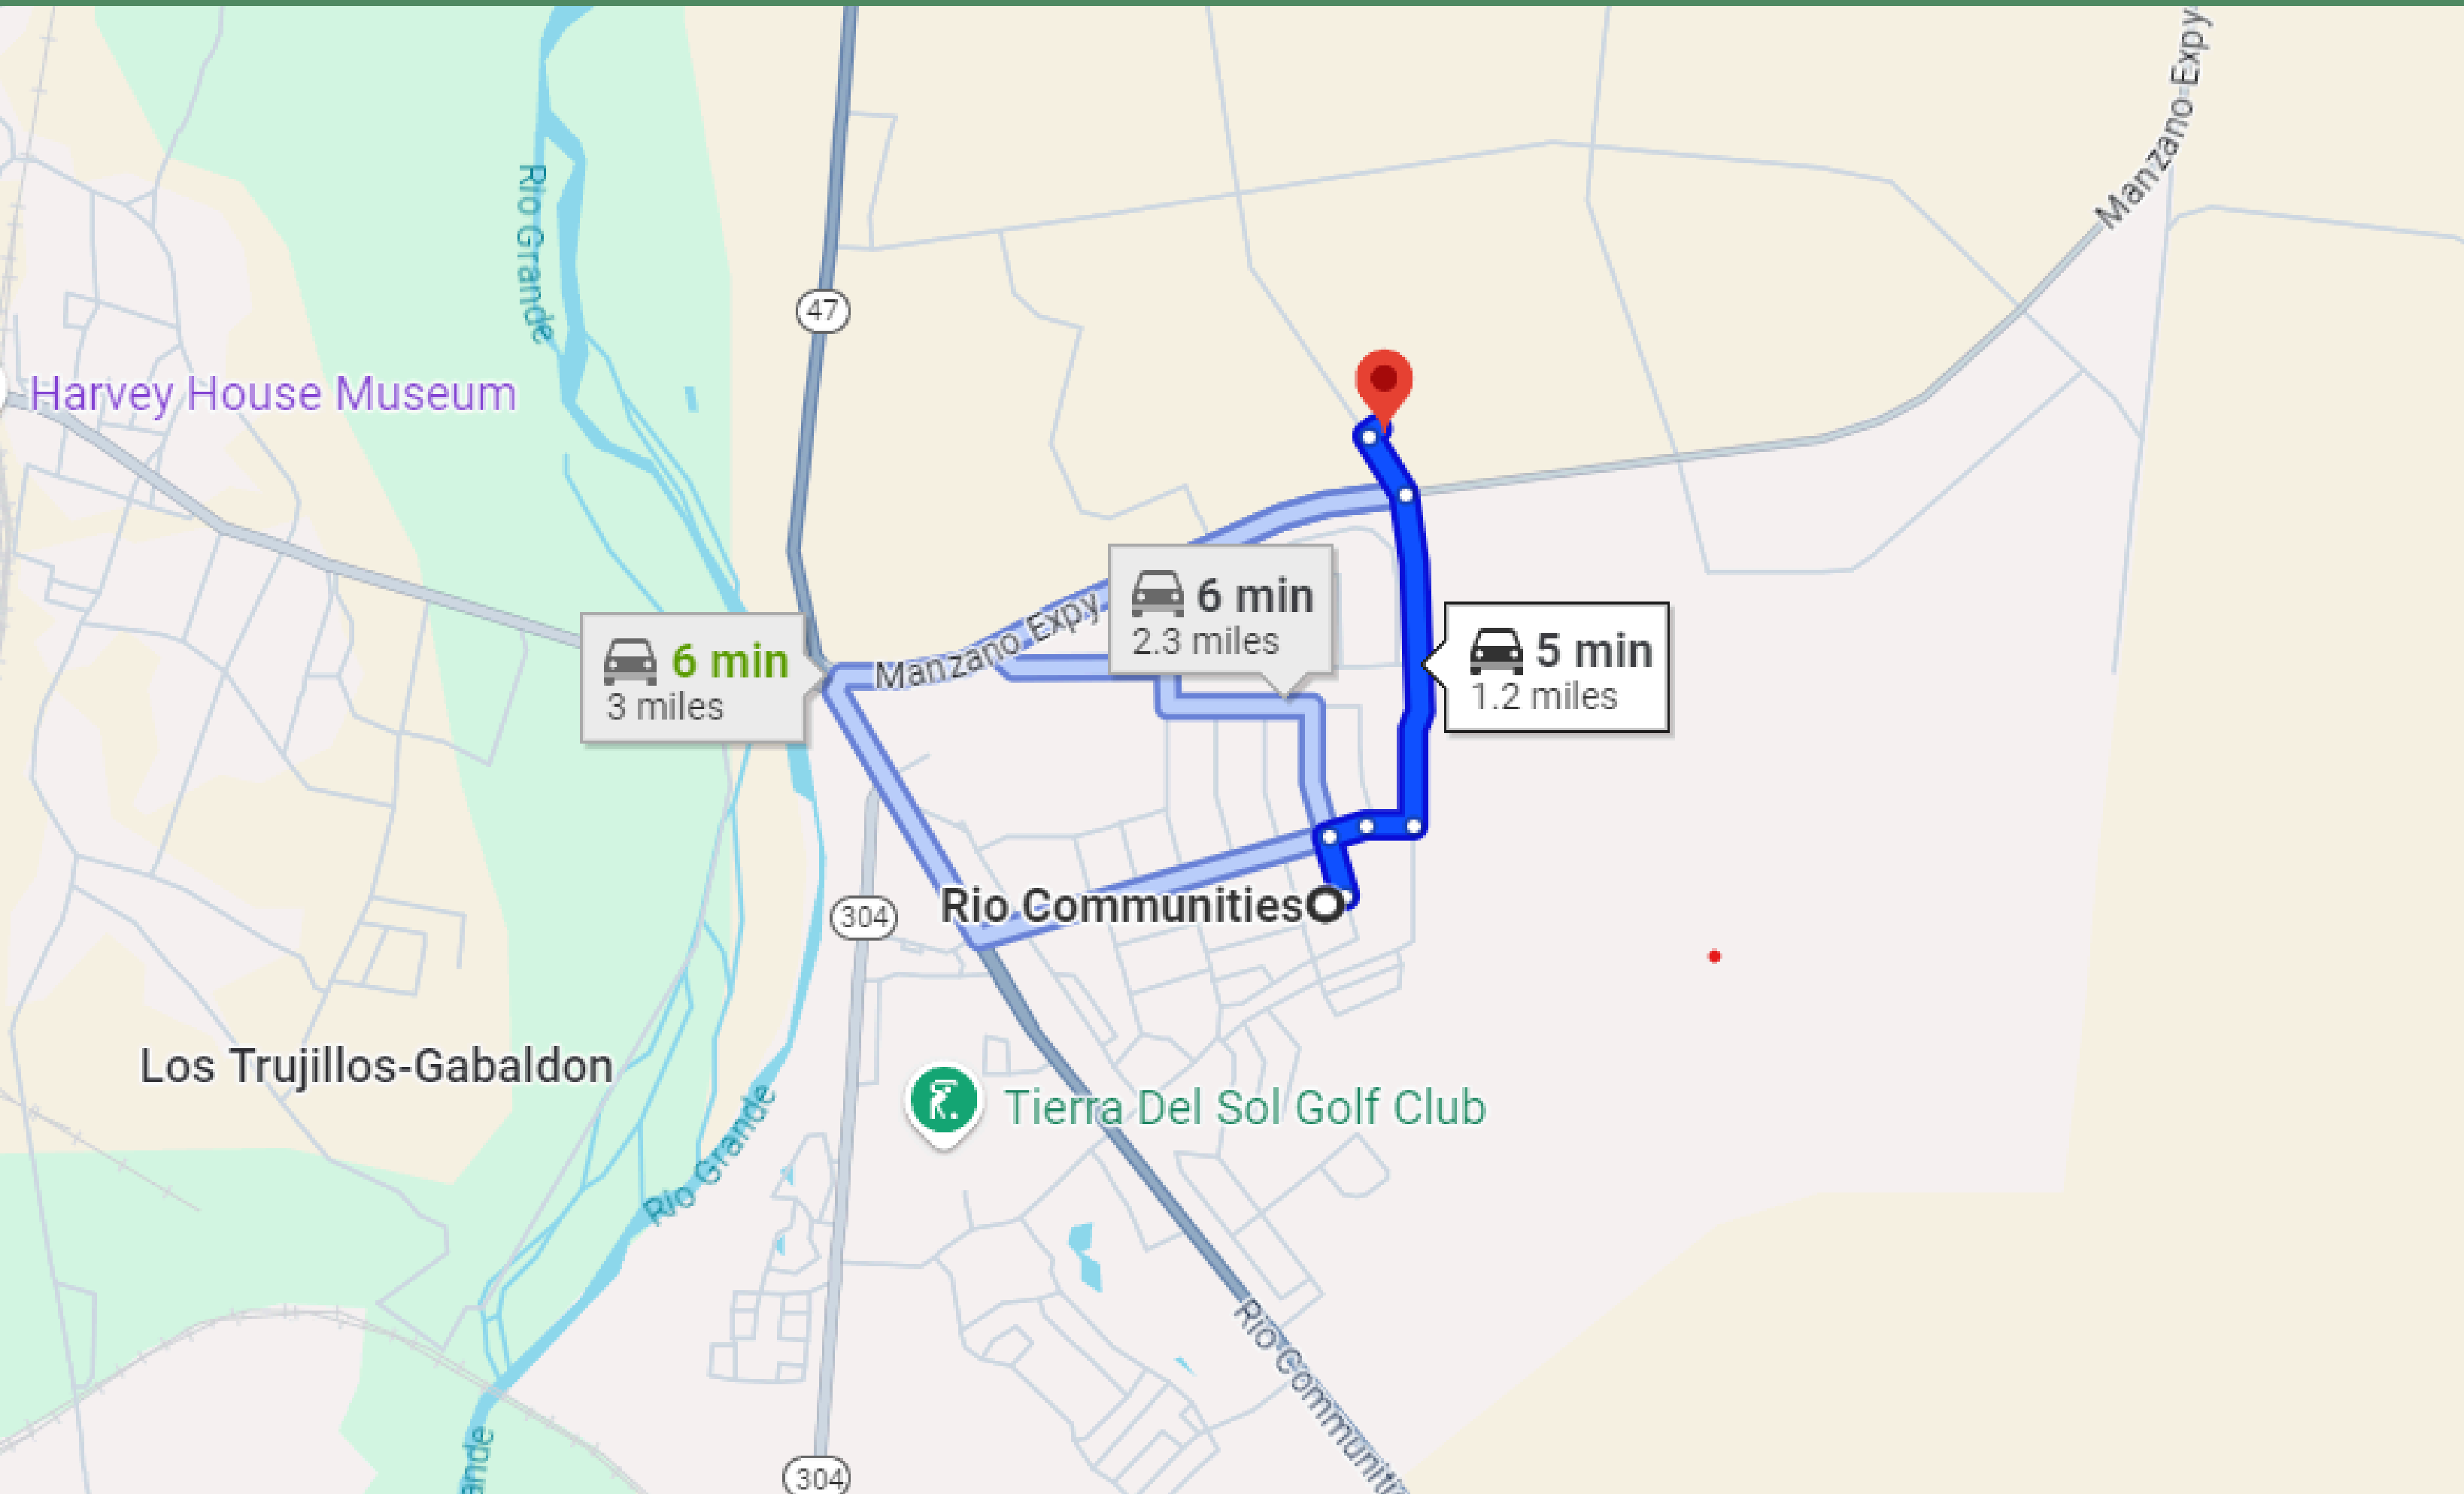 Manzano Expy
Rio Grande
47
Harvey House Museum
6 min
2.3 miles
Manzano Expy
6 min
3 miles
5 min
1.2 miles
304
Rio Communities
Los Trujillos-Gabaldon
Tierra Del Sol Golf Club
Rio Grande
Rio Communiti
ande
304